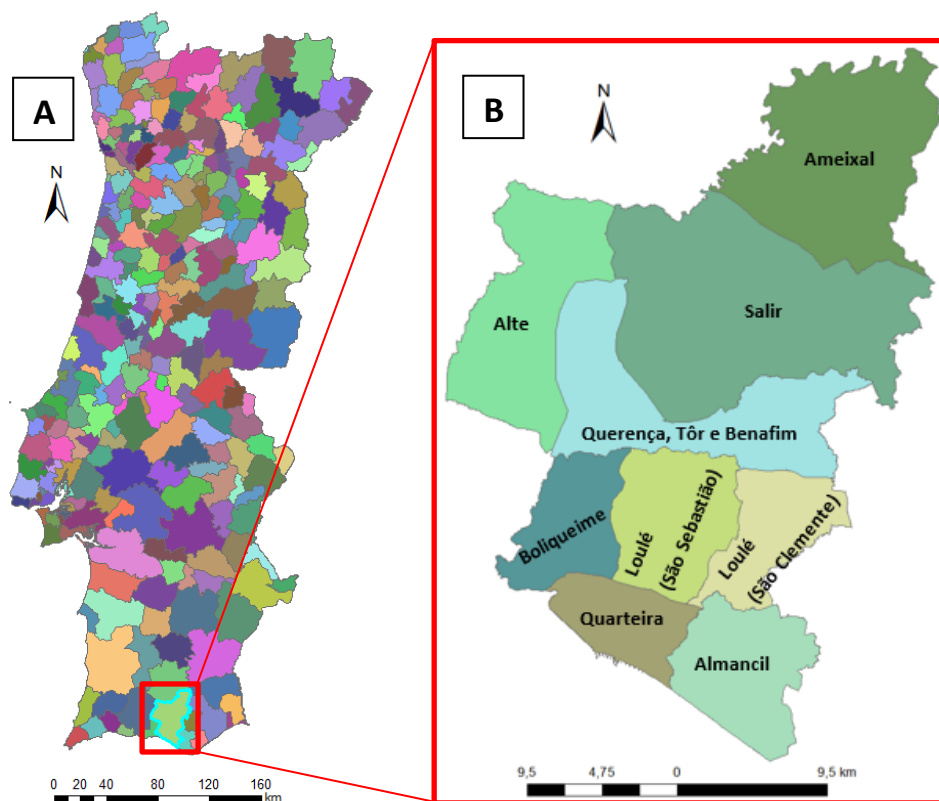 A
N
0 20 40 80 120 160
km
B
N
Ameixal
Salir
Alte
Querença, Tôr e Benafim
Boliqueime
Loulé
(São Sebastião)
Loulé
(São Clemente)
Quarteira
Almancil
9,5 4,75 0 9,5 km